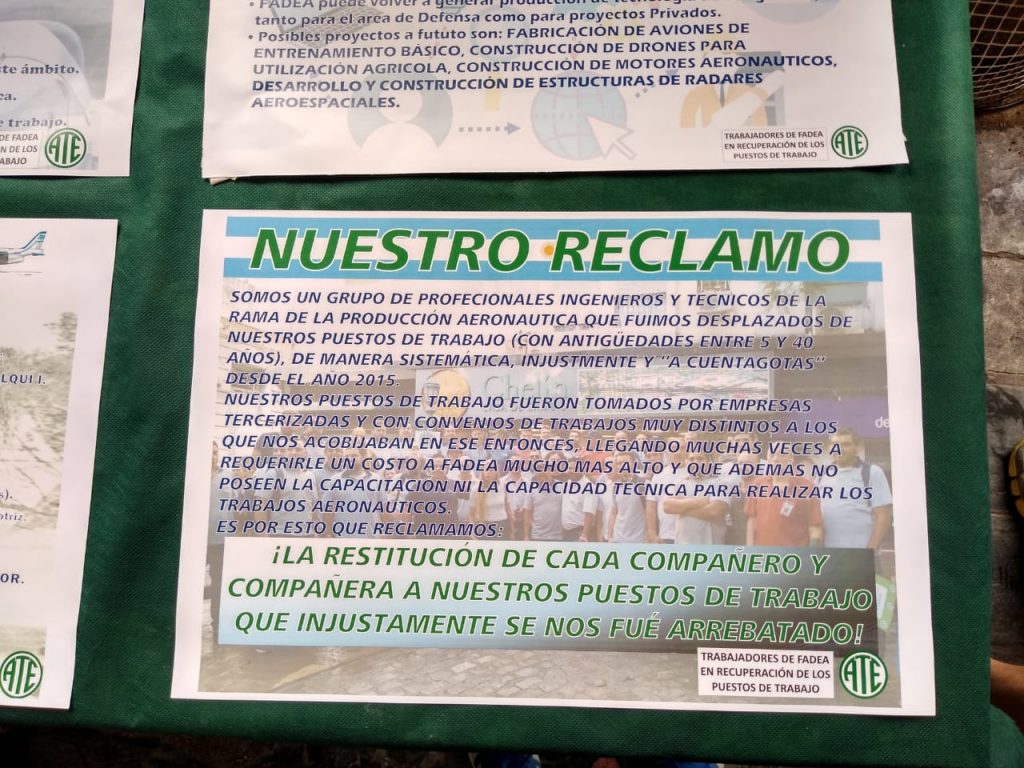 ste ámbito.
ca.
e trabajo.
DE FADEA
ÓN DE LOS
RABAJO
ATE
• FADEA puede volver a generar producción de
tanto para el area de Defensa como para proyectos Privados.
• Posibles proyectos a fututo son: FABRICACIÓN DE AVIONES DE
ENTRENAMIENTO BÁSICO, CONSTRUCCIÓN DE DRONES PARA
UTILIZACIÓN AGRICOLA, CONSTRUCCIÓN DE MOTORES AERONAUTICOS,
DESARROLLO Y CONSTRUCCIÓN DE ESTRUCTURAS DE RADARES
AEROESPACIALES.
TRABAJADORES DE FADEA
EN RECUPERACIÓN DE LOS
PUESTOS DE TRABAJO
ATE
LQUI I.
s).
otriz.
OR.
ATE
NUESTRO RECLAMO
SOMOS UN GRUPO DE PROFECIONALES INGENIEROS Y TECNICOS DE LA
RAMA DE LA PRODUCCIÓN AERONAUTICA QUE FUIMOS DESPLAZADOS DE
NUESTROS PUESTOS DE TRABAJO (CON ANTIGÜEDADES ENTRE 5 Y 40
AÑOS), DE MANERA SISTEMÁTICA, INJUSTMENTE Y "A CUENTAGOTAS"
DESDE EL AÑO 2015.
NUESTROS PUESTOS DE TRABAJO FUERON TOMADOS POR EMPRESAS
TERCERIZADAS Y CON CONVENIOS DE TRABAJOS MUY DISTINTOS A LOS
QUE NOS ACOBIJABAN EN ESE ENTONCES, LLEGANDO MUCHAS VECES A
REQUERIRLE UN COSTO A FADEA MUCHO MAS ALTO Y QUE ADEMÁS NO
POSEEN LA CAPACITACIÓN NI LA CAPACIDAD TÉCNICA PARA REALIZAR LOS
TRABAJOS AERONÁUTICOS.
ES POR ESTO QUE RECLAMAMOS:
¡LA RESTITUCIÓN DE CADA COMPAÑERO Y
COMPAÑERA A NUESTROS PUESTOS DE TRABAJO
QUE INJUSTAMENTE SE NOS FUÉ ARREBATADO!
TRABAJADORES DE FADEA
EN RECUPERACIÓN DE LOS
PUESTOS DE TRABAJO
ATE